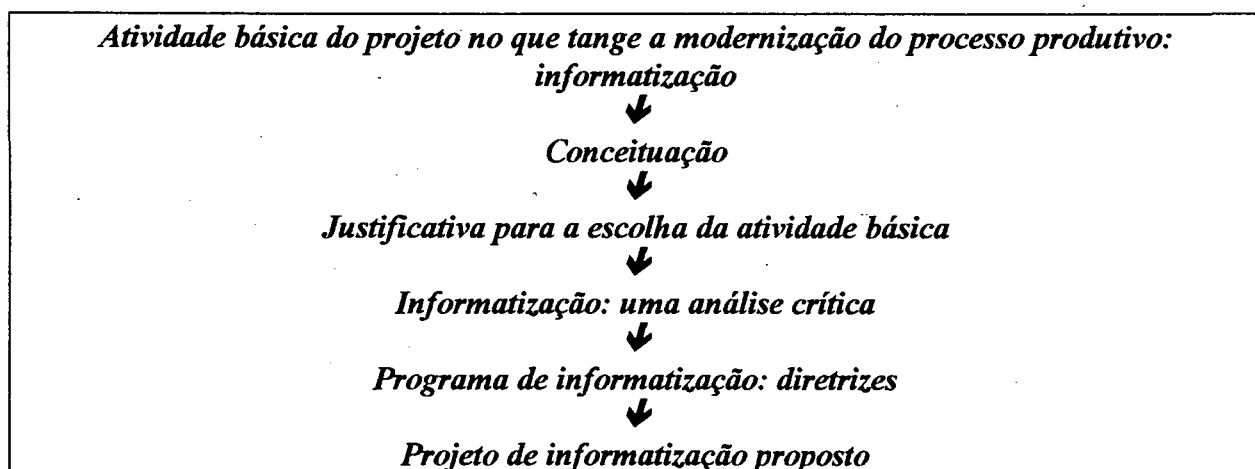 Atividade básica do projeto no que tange a modernização do processo produtivo:
informatização
Conceituação
Justificativa para a escolha da atividade básica
Informatização: uma análise crítica
Programa de informatização: diretrizes
Projeto de informatização proposto